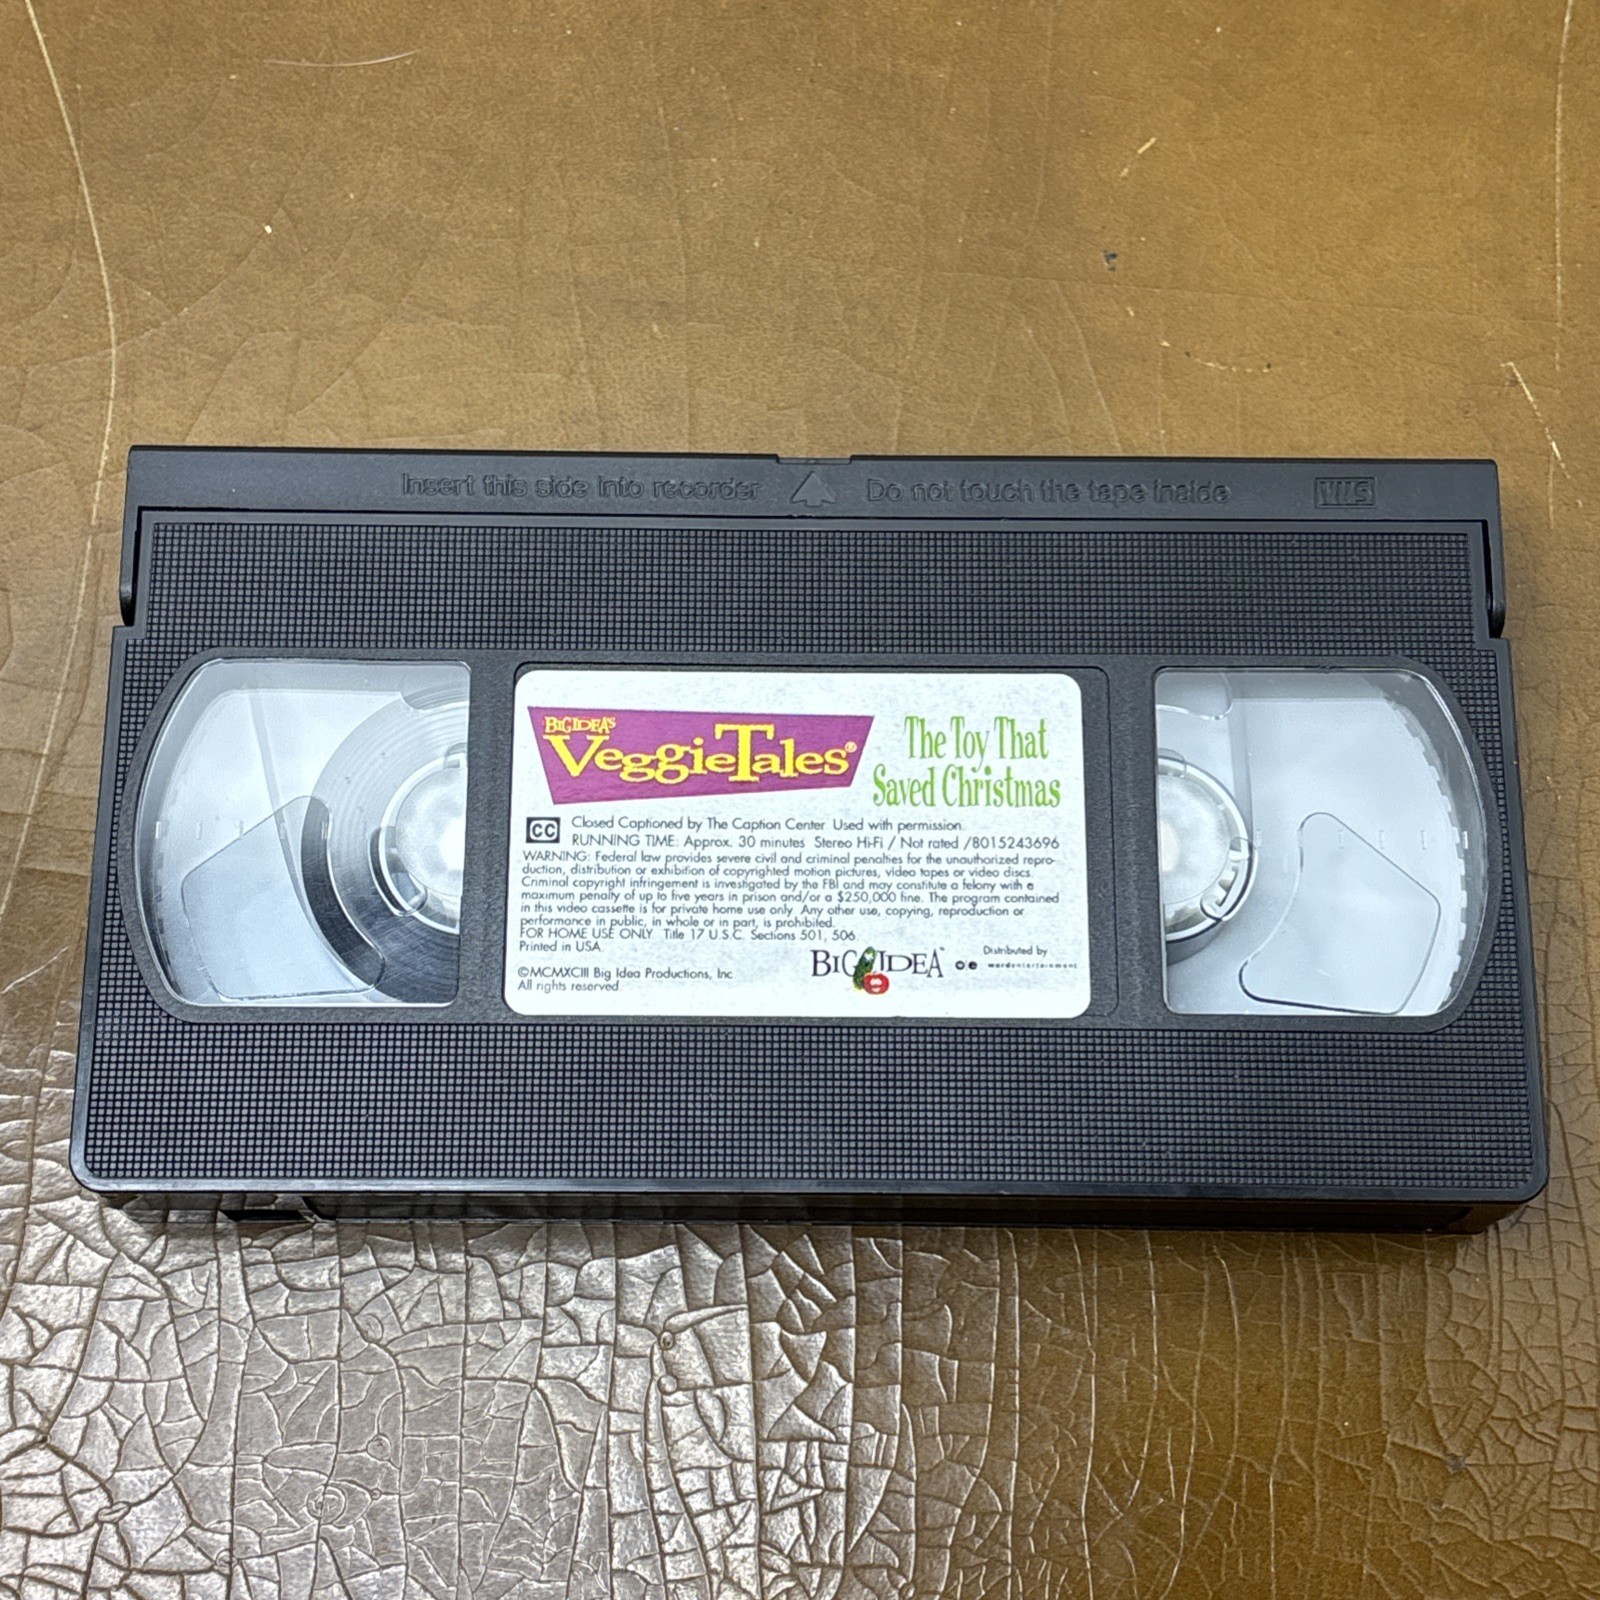 Insert this side into recorder Do not touch the tape inside VHS
BIG IDEA'S
VeggieTales®
The Toy That
Saved Christmas
CC Closed Captioned by The Caption Center. Used with permission.
RUNNING TIME: Approx. 30 minutes Stereo Hi-Fi / Not rated /8015243696
WARNING: Federal law provides severe civil and criminal penalties for the unauthorized repro-
duction, distribution or exhibition of copyrighted motion pictures, video tapes or video discs.
Criminal copyright infringement is investigated by the FBI and may constitute a felony with a
maximum penalty of up to five years in prison and/or a $250,000 fine. The program contained
in this video cassette is for private home use only. Any other use, copying, reproduction or
performance in public, in whole or in part, is prohibited.
FOR HOME USE ONLY. Title 17 U.S.C. Sections 501, 506.
Printed in USA
©MCMXCIII Big Idea Productions, Inc.
All rights reserved.
BIG IDEA™
Distributed by
wordentertainment